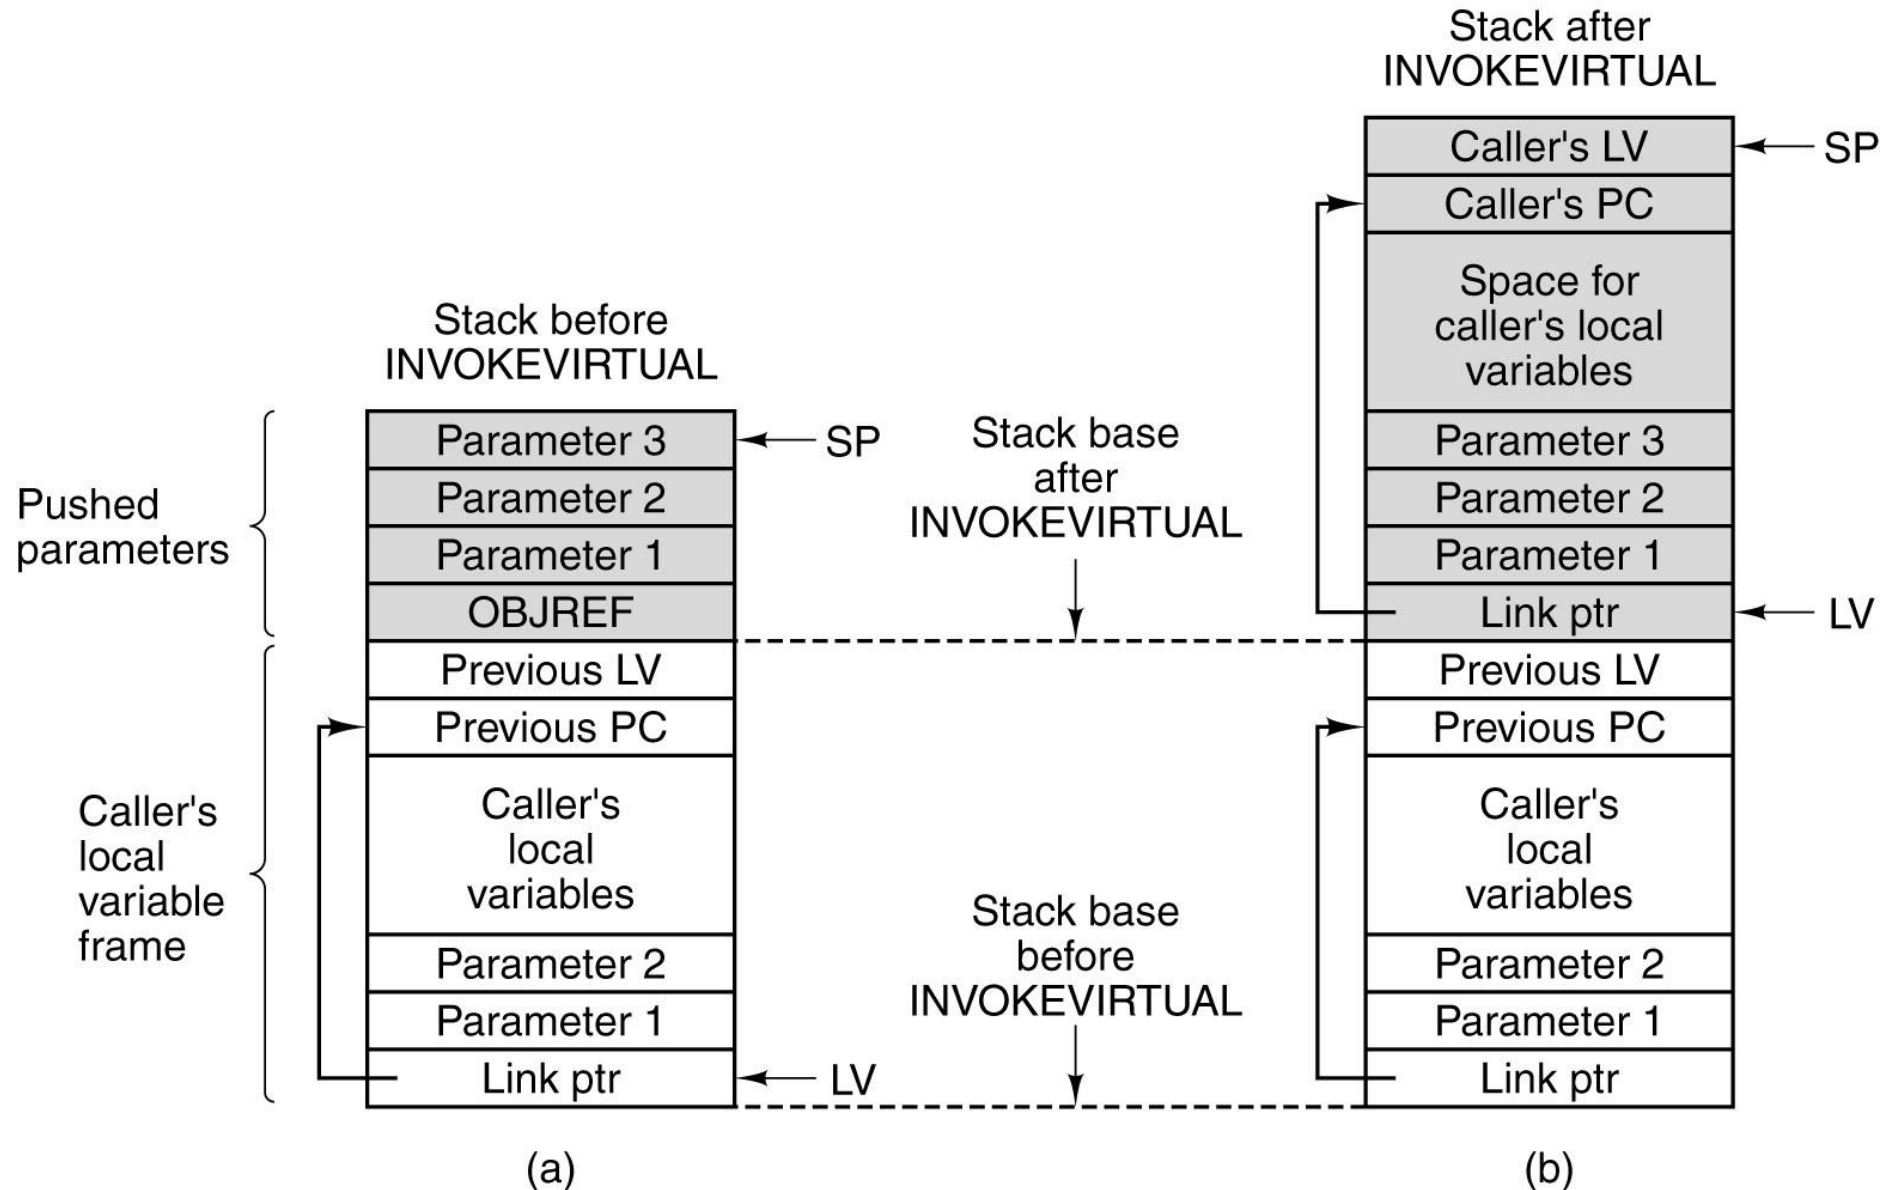 Stack before
INVOKEVIRTUAL
Pushed
parameters
Parameter 3
SP
Parameter 2
Parameter 1
OBJREF
Caller's
local
variable
frame
Previous LV
Previous PC
Caller's
local
variables
Parameter 2
Parameter 1
Link ptr
LV
(a)
Stack base
after
INVOKEVIRTUAL
Stack base
before
INVOKEVIRTUAL
Stack after
INVOKEVIRTUAL
Caller's LV
SP
Caller's PC
Space for
caller's local
variables
Parameter 3
Parameter 2
Parameter 1
Link ptr
LV
Previous LV
Previous PC
Caller's
local
variables
Parameter 2
Parameter 1
Link ptr
(b)